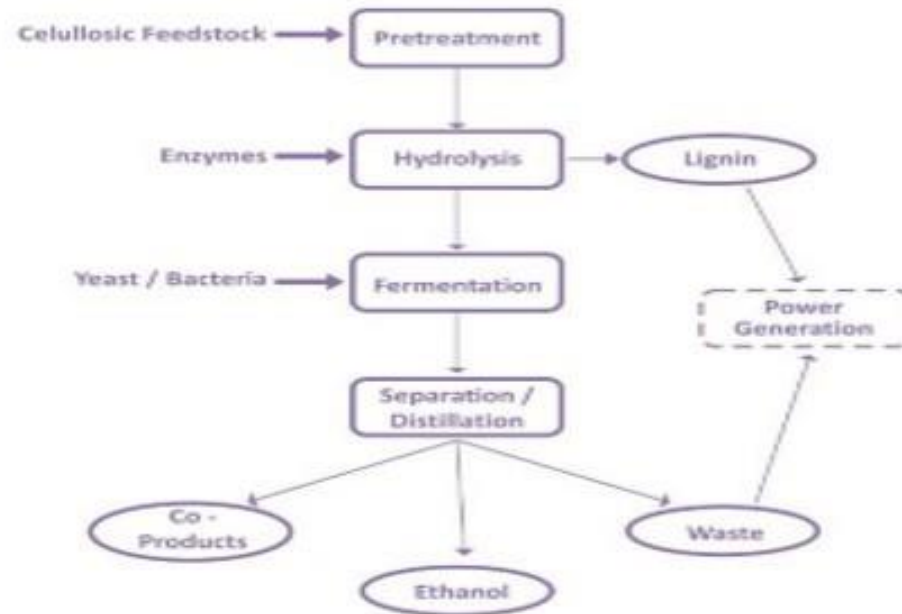 Celullosic Feedstock
Pretreatment
Enzymes
Hydrolysis
Lignin
Yeast / Bacteria
Fermentation
Power
Generation
Separation /
Distillation
Co -
Products
Ethanol
Waste